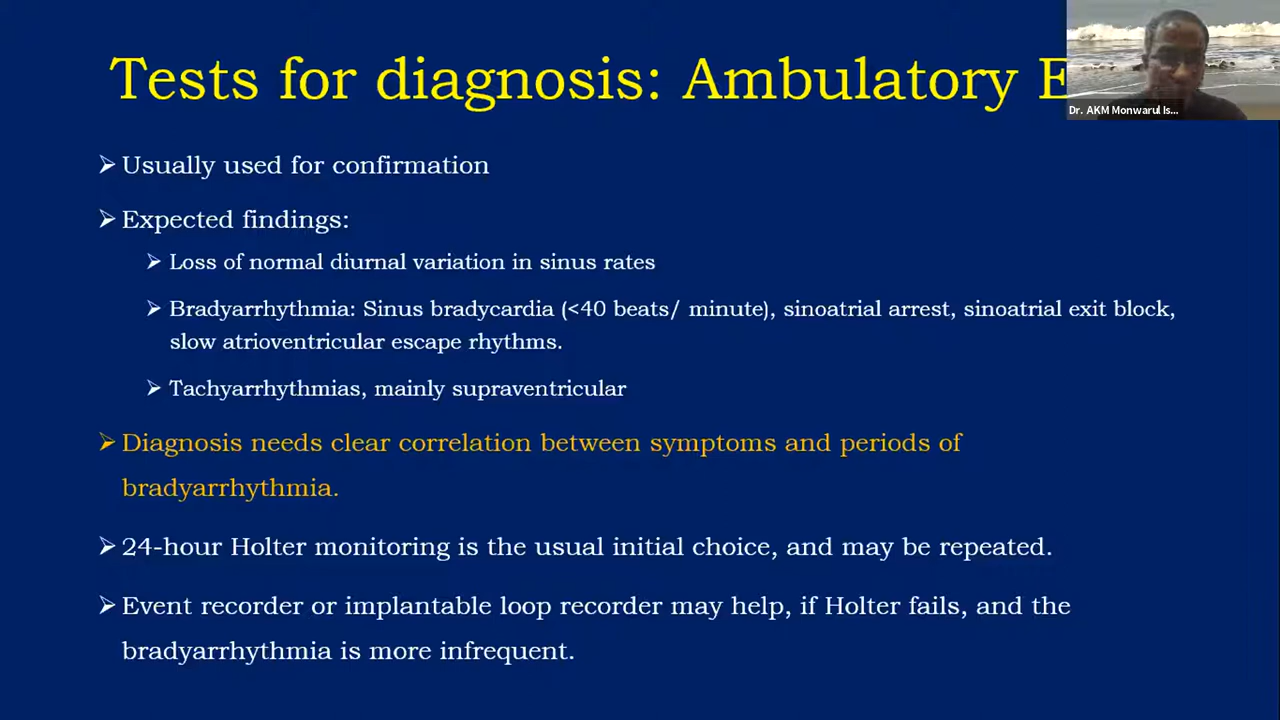 Tests for diagnosis: Ambulatory E
Dr. AKM Monwarul Is...
Usually used for confirmation
Expected findings:
Loss of normal diurnal variation in sinus rates
Bradyarrhythmia: Sinus bradycardia (<40 beats/ minute), sinoatrial arrest, sinoatrial exit block,
slow atrioventricular escape rhythms.
Tachyarrhythmias, mainly supraventricular
Diagnosis needs clear correlation between symptoms and periods of
bradyarrhythmia.
24-hour Holter monitoring is the usual initial choice, and may be repeated.
Event recorder or implantable loop recorder may help, if Holter fails, and the
bradyarrhythmia is more infrequent.